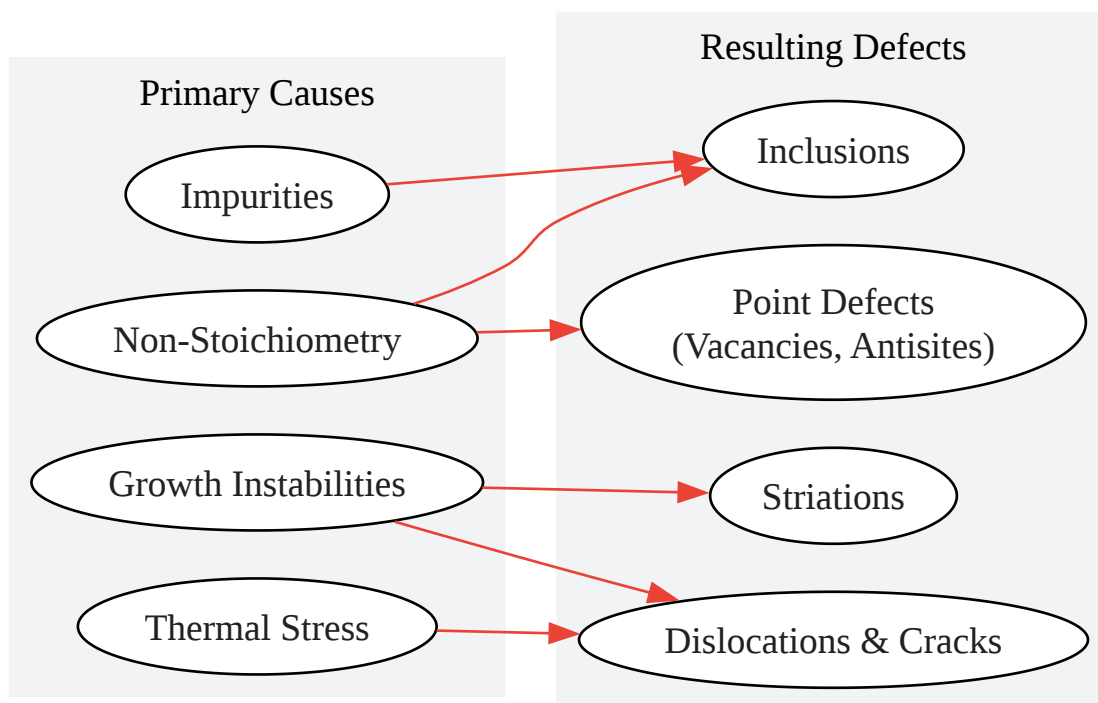 Primary Causes
Impurities
Non-Stoichiometry
Growth Instabilities
Thermal Stress
Resulting Defects
Inclusions
Point Defects
(Vacancies, Antisites)
Striations
Dislocations & Cracks